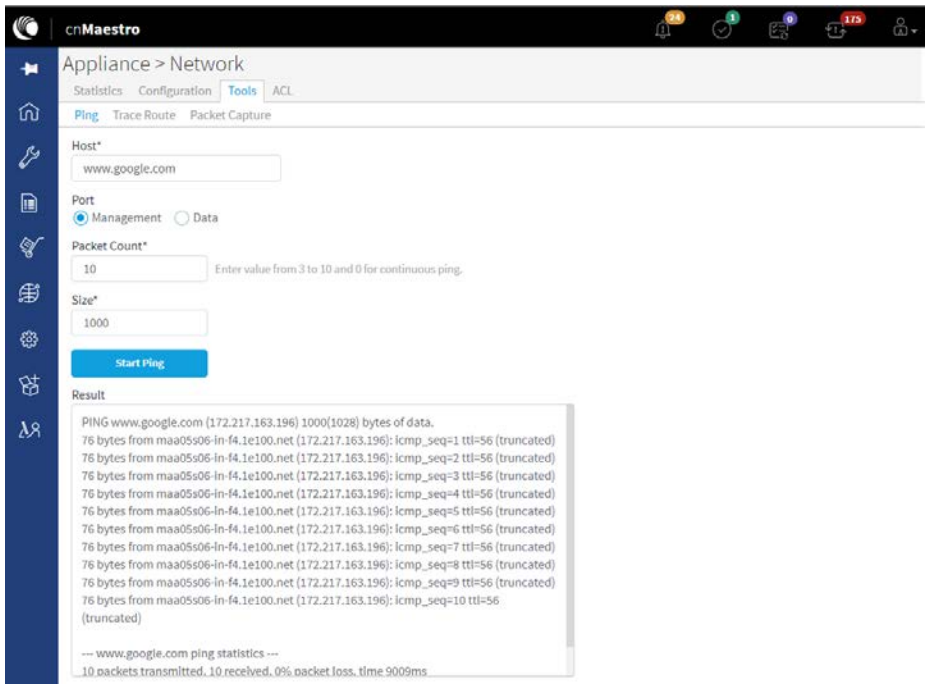 cnMaestro
24
1
0
175
Appliance > Network
Statistics Configuration Tools ACL
Ping Trace Route Packet Capture
Host*
www.google.com
Port
Management Data
Packet Count*
10 Enter value from 3 to 10 and 0 for continuous ping.
Size*
1000
Start Ping
Result
PING www.google.com (172.217.163.196) 1000(1028) bytes of data.
76 bytes from maa05s06-in-f4.1e100.net (172.217.163.196): icmp_seq=1 ttl=56 (truncated)
76 bytes from maa05s06-in-f4.1e100.net (172.217.163.196): icmp_seq=2 ttl=56 (truncated)
76 bytes from maa05s06-in-f4.1e100.net (172.217.163.196): icmp_seq=3 ttl=56 (truncated)
76 bytes from maa05s06-in-f4.1e100.net (172.217.163.196): icmp_seq=4 ttl=56 (truncated)
76 bytes from maa05s06-in-f4.1e100.net (172.217.163.196): icmp_seq=5 ttl=56 (truncated)
76 bytes from maa05s06-in-f4.1e100.net (172.217.163.196): icmp_seq=6 ttl=56 (truncated)
76 bytes from maa05s06-in-f4.1e100.net (172.217.163.196): icmp_seq=7 ttl=56 (truncated)
76 bytes from maa05s06-in-f4.1e100.net (172.217.163.196): icmp_seq=8 ttl=56 (truncated)
76 bytes from maa05s06-in-f4.1e100.net (172.217.163.196): icmp_seq=9 ttl=56 (truncated)
76 bytes from maa05s06-in-f4.1e100.net (172.217.163.196): icmp_seq=10 ttl=56
(truncated)
--- www.google.com ping statistics ---
10 packets transmitted, 10 received, 0% packet loss, time 9009ms